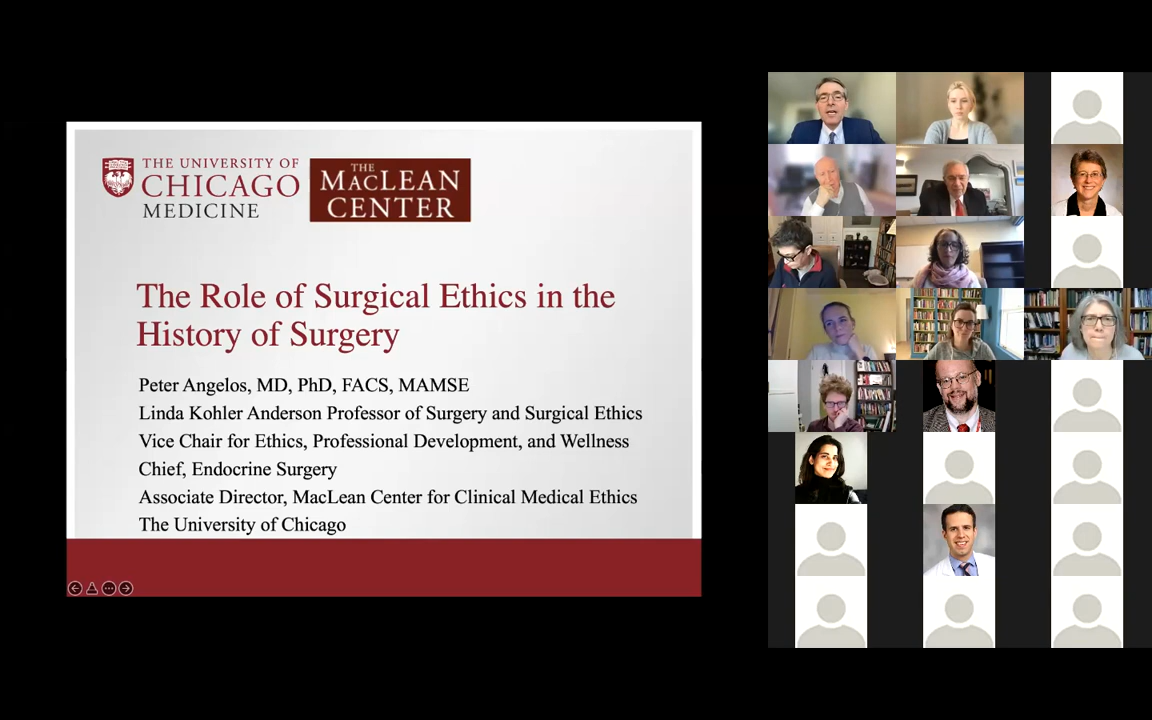 THE UNIVERSITY OF
CHICAGO
MEDICINE
THE
MACLEAN
CENTER
The Role of Surgical Ethics in the
History of Surgery
Peter Angelos, MD, PhD, FACS, MAMSE
Linda Kohler Anderson Professor of Surgery and Surgical Ethics
Vice Chair for Ethics, Professional Development, and Wellness
Chief, Endocrine Surgery
Associate Director, MacLean Center for Clinical Medical Ethics
The University of Chicago